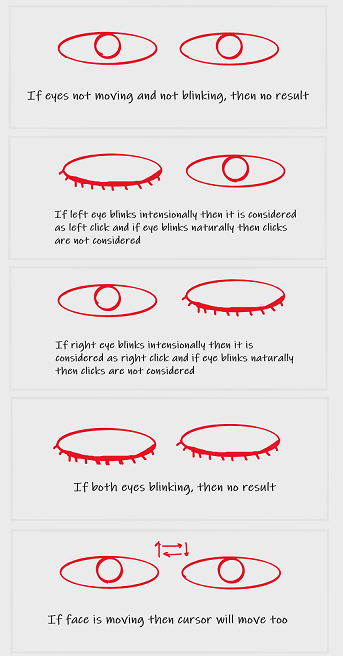 If eyes not moving and not blinking, then no result
If left eye blinks intensionally then it is considered
as left click and if eye blinks naturally then clicks
are not considered
If right eye blinks intensionally then it is
considered as right click and if eye blinks naturally
then clicks are not considered
If both eyes blinking, then no result
If face is moving then cursor will move too